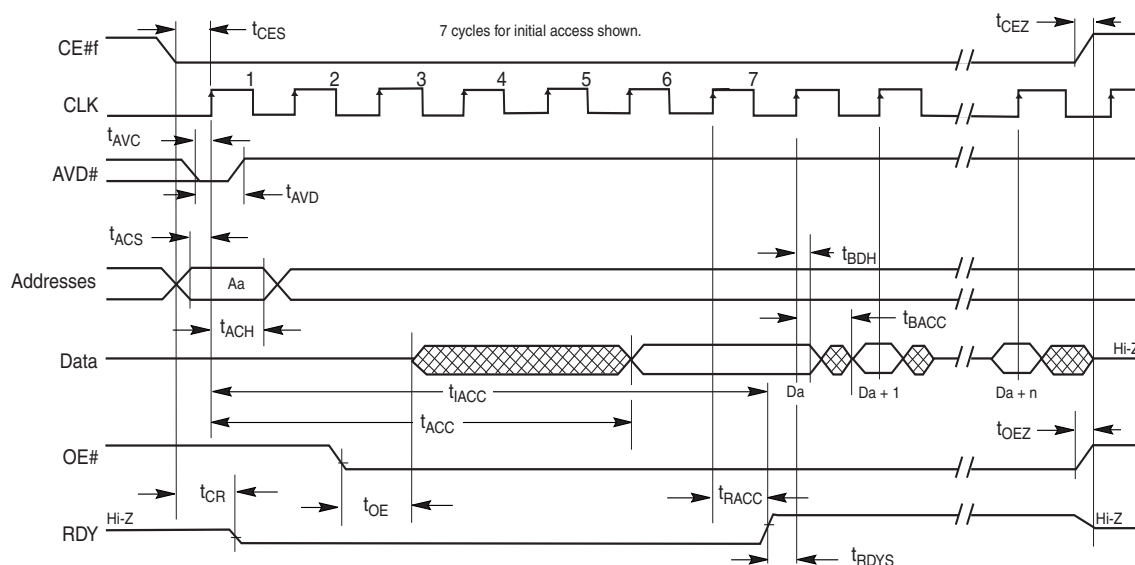 tCES
7 cycles for initial access shown.
tCEZ
CE#f
1 2 3 4 5 6 7
CLK
tAVC
AVD#
tAVD
tACS
tBDH
Addresses
Aa
tBACC
tACH
Data
Hi-Z
tIACC
Da
Da + 1
Da + n
tACC
tOEZ
OE#
tCR
tOE
tRACC
Hi-Z
Hi-Z
RDY
tRDYS